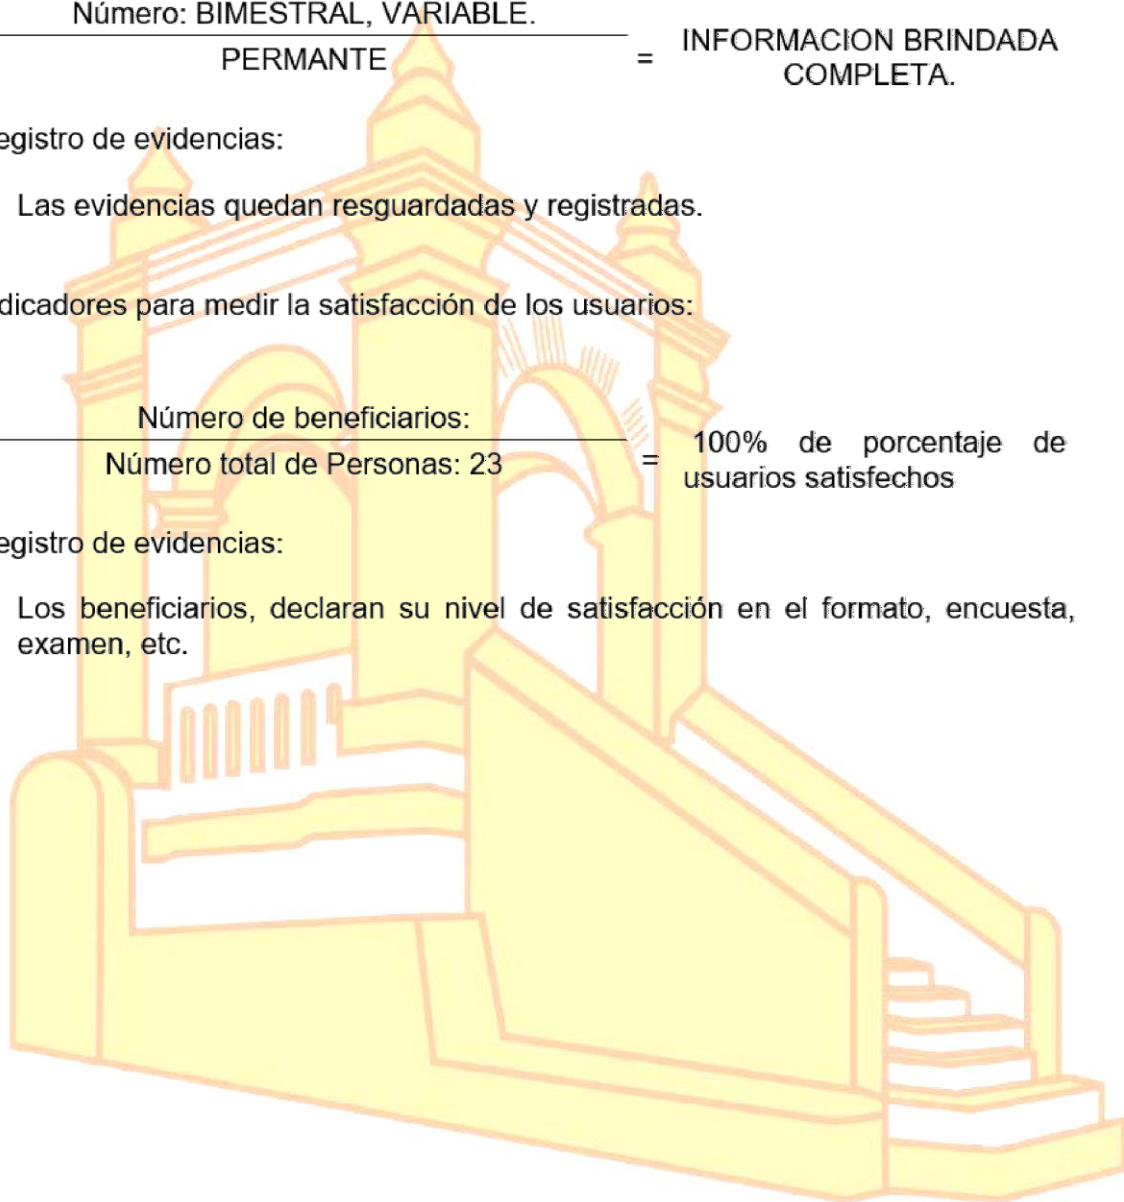 Número: BIMESTRAL, VARIABLE.
PERMANTE
=
INFORMACION BRINDADA
COMPLETA.
egistro de evidencias:
Las evidencias quedan resguardadas y registradas.
dicadores para medir la satisfacción de los usuarios:
Número de beneficiarios:
Número total de Personas: 23
=
100% de porcentaje de
usuarios satisfechos
egistro de evidencias:
Los beneficiarios, declaran su nivel de satisfacción en el formato, encuesta,
examen, etc.